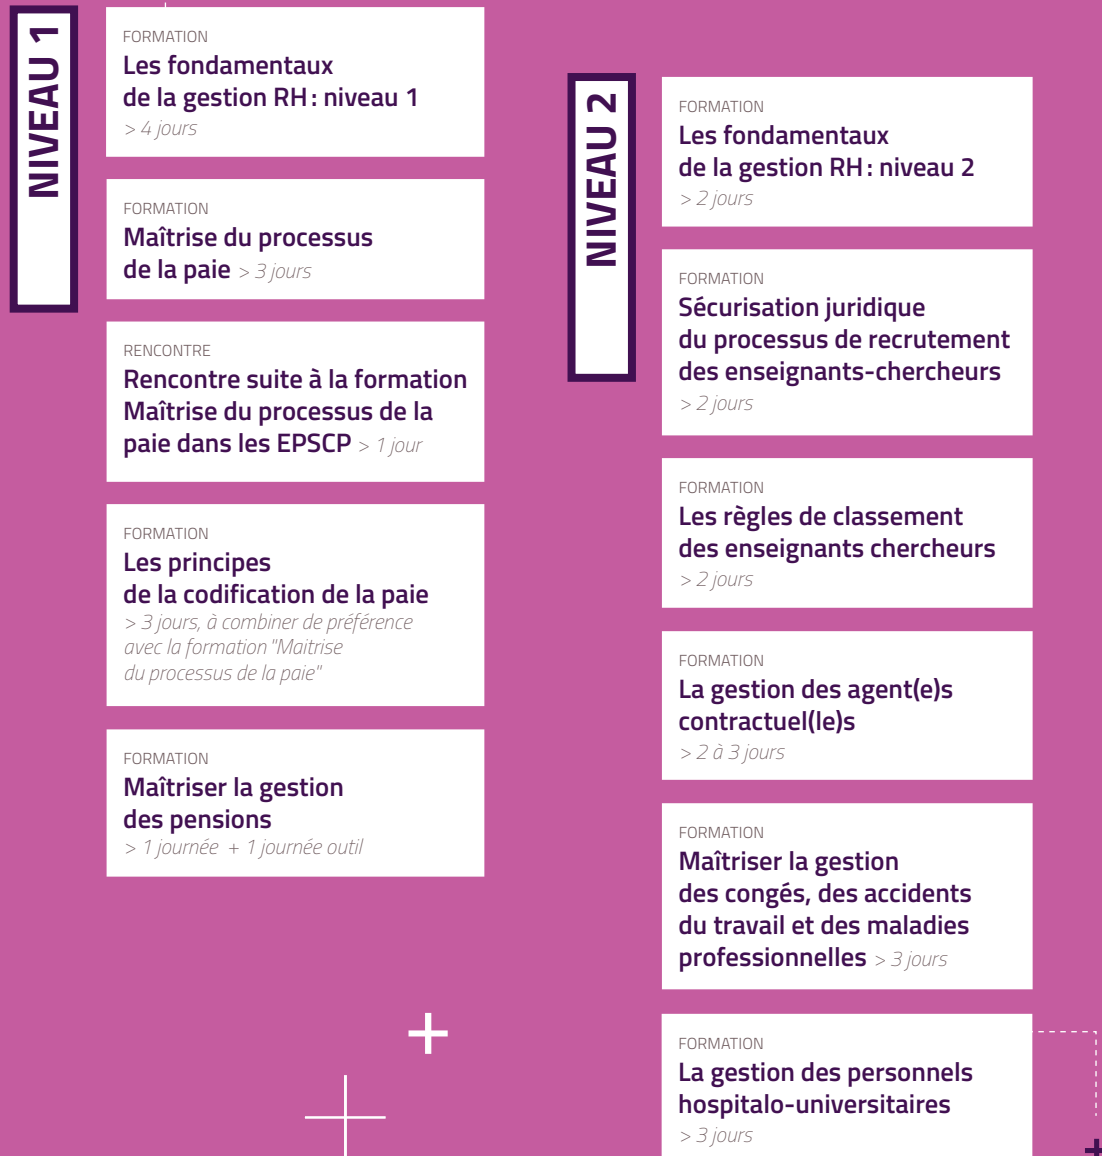 NIVEAU 1
FORMATION
Les fondamentaux
de la gestion RH : niveau 1
> 4 jours
FORMATION
Maîtrise du processus
de la paie > 3 jours
RENCONTRE
Rencontre suite à la formation
Maîtrise du processus de la
paie dans les EPSCP > 1 jour
FORMATION
Les principes
de la codification de la paie
> 3 jours, à combiner de préférence
avec la formation "Maitrise
du processus de la paie"
FORMATION
Maîtriser la gestion
des pensions
> 1 journée + 1 journée outil
NIVEAU 2
FORMATION
Les fondamentaux
de la gestion RH : niveau 2
> 2 jours
FORMATION
Sécurisation juridique
du processus de recrutement
des enseignants-chercheurs
> 2 jours
FORMATION
Les règles de classement
des enseignants chercheurs
> 2 jours
FORMATION
La gestion des agent(e)s
contractuel(le)s
> 2 à 3 jours
FORMATION
Maîtriser la gestion
des congés, des accidents
du travail et des maladies
professionnelles > 3 jours
FORMATION
La gestion des personnels
hospitalo-universitaires
> 3 jours